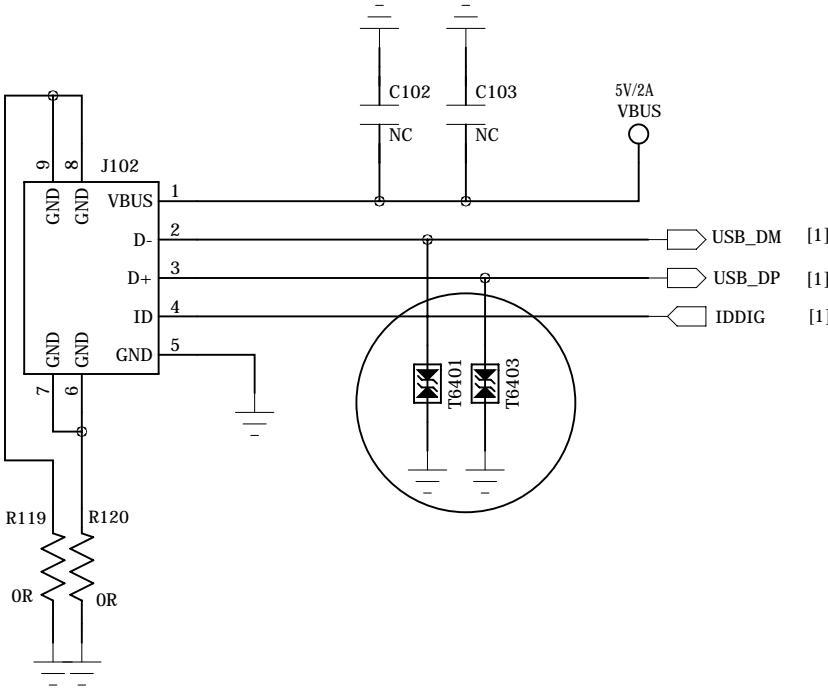 C102
NC
C103
NC
5V/2A
VBUS
J102
9
8
GND
GND
VBUS
1
D-
2
D+
3
ID
4
GND
5
GND
GND
7
6
USB_DM [1]
USB_DP [1]
IDDIG [1]
T6401
T6403
R119
R120
0R
0R